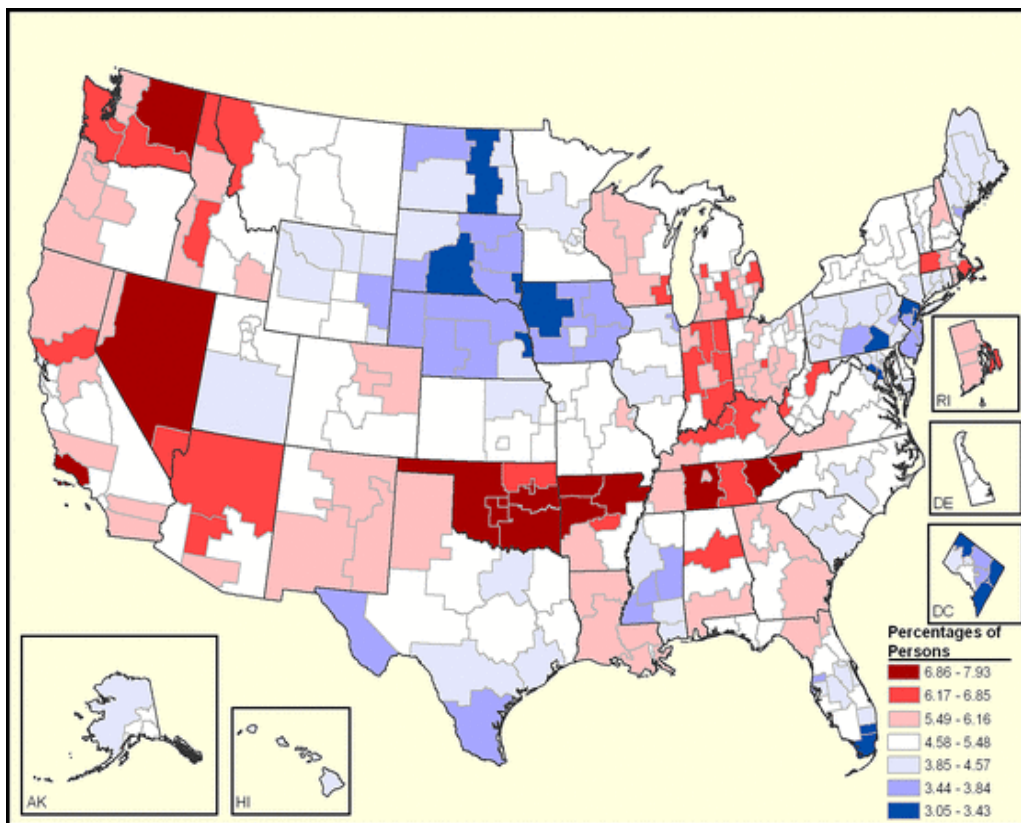 RI
DE
DC
AK
HI
Percentages of
Persons
6.86 - 7.93
6.17 - 6.85
5.49 - 6.16
4.58 - 5.48
3.85 - 4.57
3.44 - 3.84
3.05 - 3.43